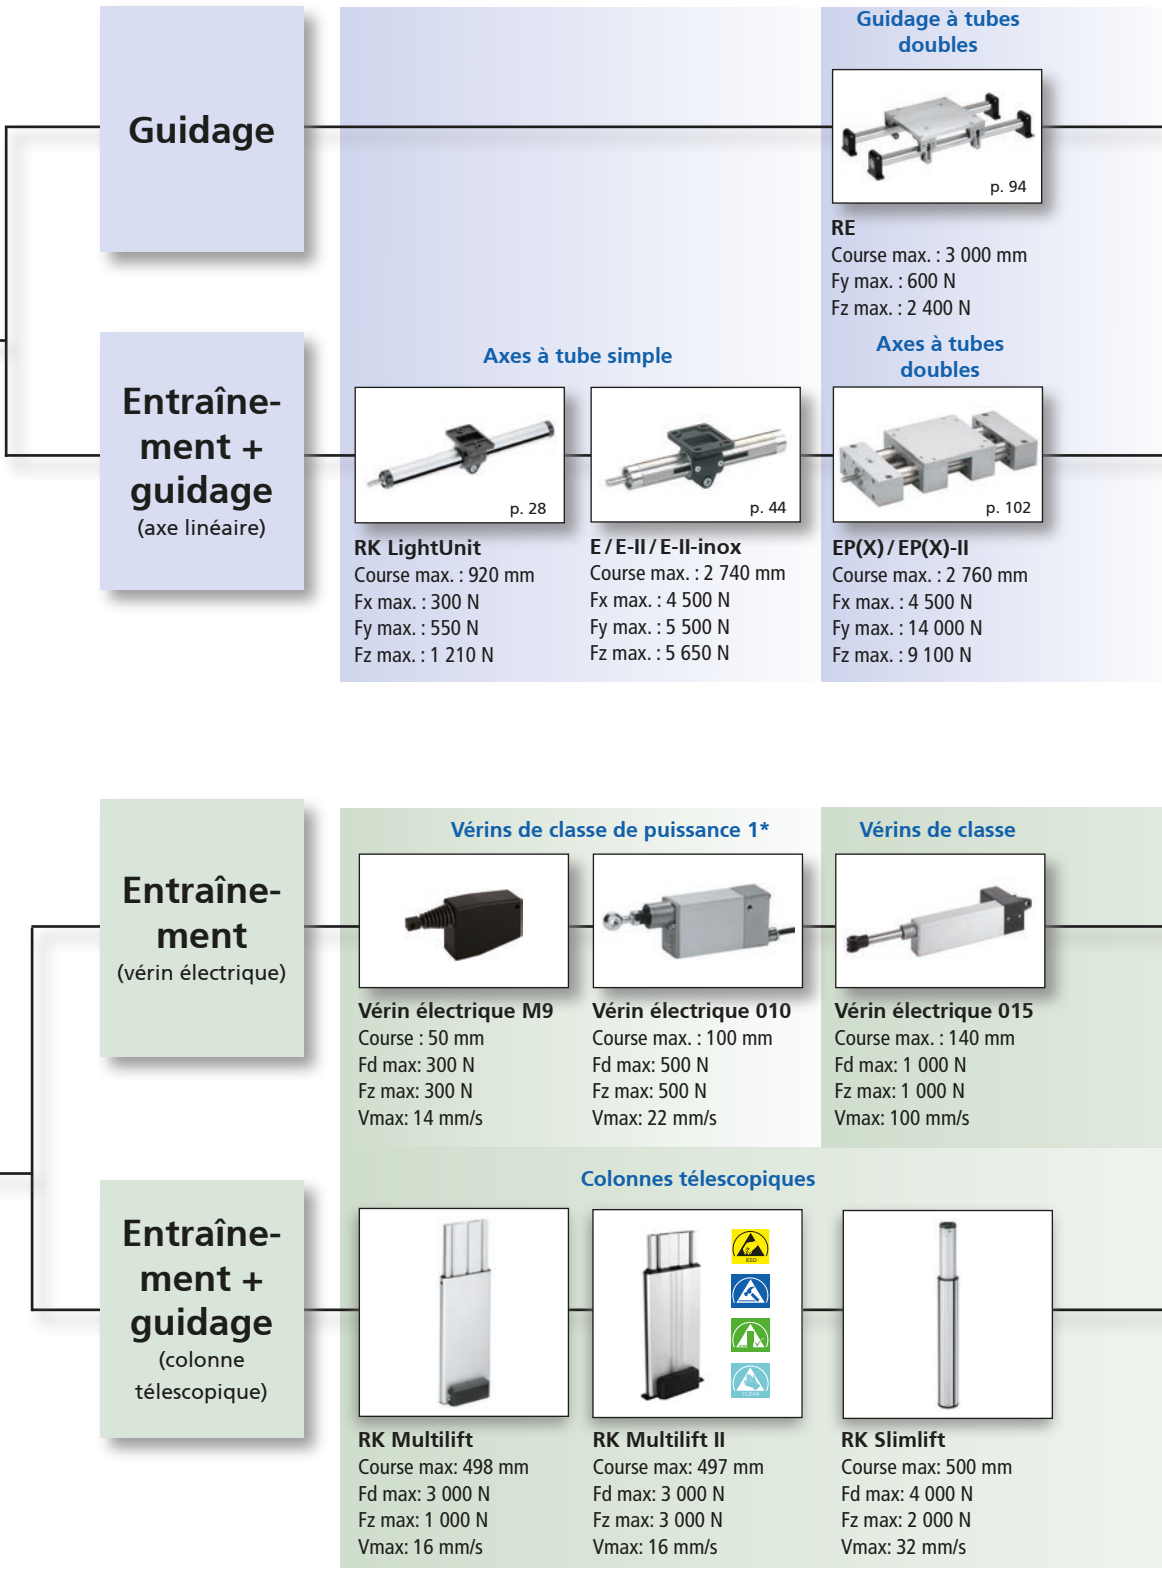 Guidage
Guidage à tubes
doubles
p. 94
RE
Course max. : 3 000 mm
Fy max. : 600 N
Fz max. : 2 400 N
Entraîne-
ment +
guidage
(axe linéaire)
Axes à tube simple
p. 28
RK LightUnit
Course max. : 920 mm
Fx max. : 300 N
Fy max. : 550 N
Fz max. : 1 210 N
p. 44
E / E-II / E-II-inox
Course max. : 2 740 mm
Fx max. : 4 500 N
Fy max. : 5 500 N
Fz max. : 5 650 N
Axes à tubes
doubles
p. 102
EP(X) / EP(X)-II
Course max. : 2 760 mm
Fx max. : 4 500 N
Fy max. : 14 000 N
Fz max. : 9 100 N
Entraîne-
ment
(vérin électrique)
Vérins de classe de puissance 1*
Vérin électrique M9
Course : 50 mm
Fd max: 300 N
Fz max: 300 N
Vmax: 14 mm/s
Vérin électrique 010
Course max. : 100 mm
Fd max: 500 N
Fz max: 500 N
Vmax: 22 mm/s
Vérins de classe
Vérin électrique 015
Course max. : 140 mm
Fd max: 1 000 N
Fz max: 1 000 N
Vmax: 100 mm/s
Entraîne-
ment +
guidage
(colonne
télescopique)
Colonnes télescopiques
RK Multilift
Course max: 498 mm
Fd max: 3 000 N
Fz max: 1 000 N
Vmax: 16 mm/s
ESD
CLEAN
RK Multilift II
Course max: 497 mm
Fd max: 3 000 N
Fz max: 3 000 N
Vmax: 16 mm/s
RK Slimlift
Course max: 500 mm
Fd max: 4 000 N
Fz max: 2 000 N
Vmax: 32 mm/s